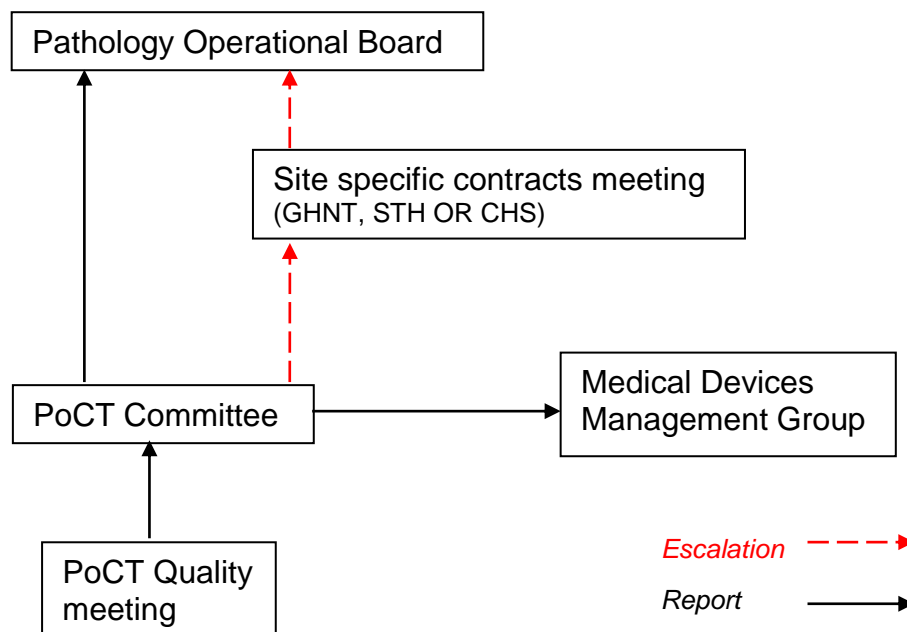 Pathology Operational Board
Site specific contracts meeting
(GHNT, STH OR CHS)
PoCT Committee
Medical Devices
Management Group
PoCT Quality
meeting
Escalation
Report